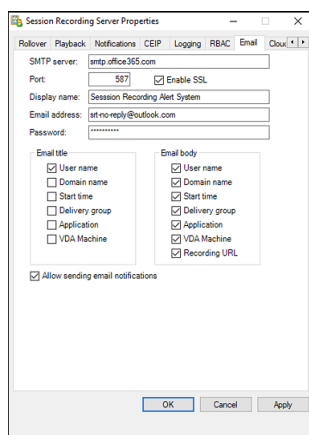 Session Recording Server Properties
Rollover Playback Notifications CEIP Logging RBAC Email Clou
SMTP server: smtp.office365.com
Port: 587 Enable SSL
Display name: Sesssion Recording Alert System
Email address: srt-no-reply@outlook.com
Password: **********
Email title Email body
User name User name
Domain name Domain name
Start time Start time
Delivery group Delivery group
Application Application
VDA Machine VDA Machine
Recording URL
Allow sending email notifications
OK Cancel Apply